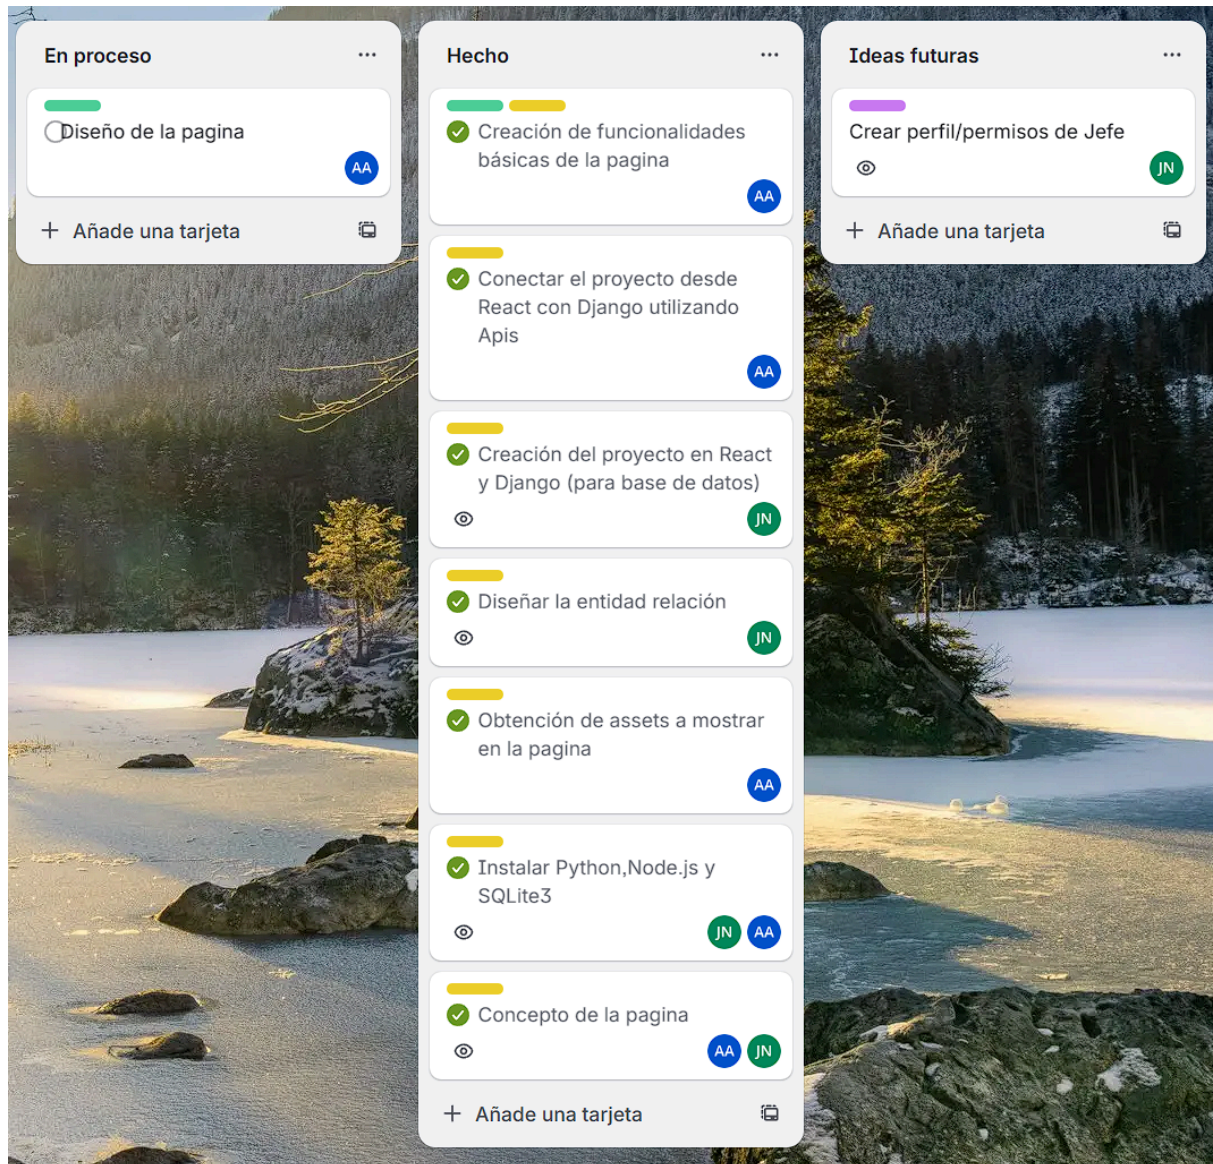 En proceso
Diseño de la pagina
AA
Añade una tarjeta
Hecho
Creación de funcionalidades
básicas de la pagina
AA
Conectar el proyecto desde
React con Django utilizando
Apis
AA
Creación del proyecto en React
y Django (para base de datos)
JN
Diseñar la entidad relación
JN
Obtención de assets a mostrar
en la pagina
AA
Instalar Python,Node.js y
SQLite3
JN AA
Concepto de la pagina
AA JN
Añade una tarjeta
Ideas futuras
Crear perfil/permisos de Jefe
JN
Añade una tarjeta